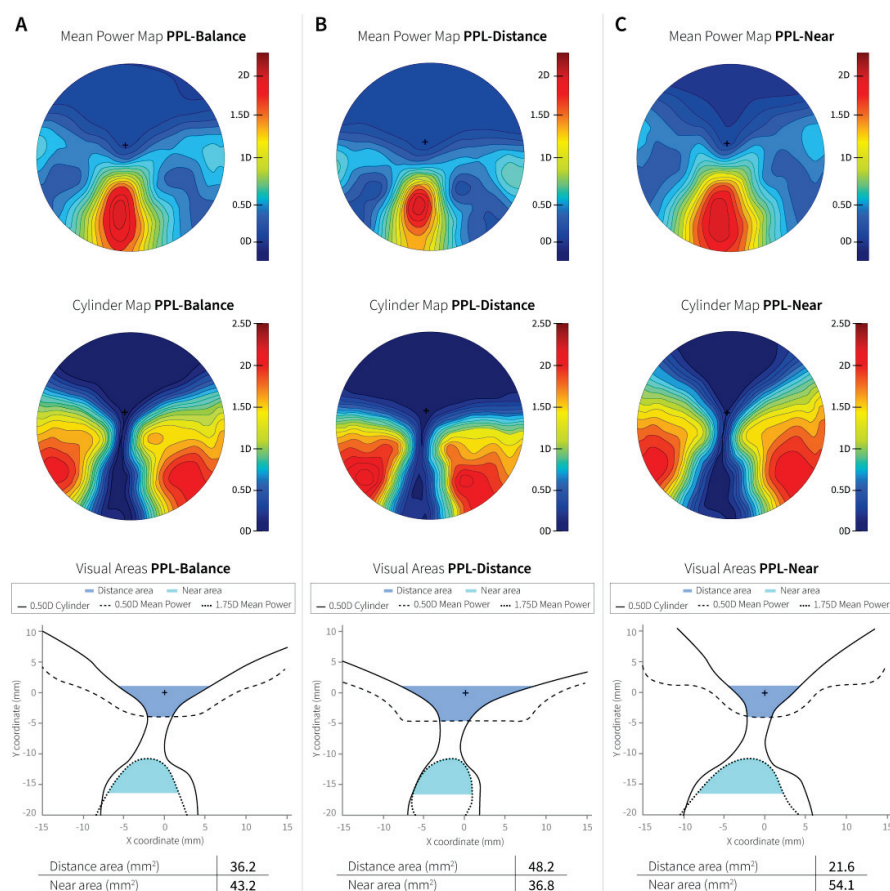 A
Mean Power Map PPL-Balance
2D
1.5D
1D
0.5D
0D
Cylinder Map PPL-Balance
2.5D
2D
1.5D
1D
0.5D
0D
Visual Areas PPL-Balance
Distance area Near area
0.50D Cylinder 0.50D Mean Power 1.75D Mean Power
Y coordinate (mm)
10
5
0
-5
-10
-15
-20
-15 -10 -5 0 5 10 15
X coordinate (mm)
Distance area (mm²) 36.2
Near area (mm²) 43.2
B
Mean Power Map PPL-Distance
2D
1.5D
1D
0.5D
0D
Cylinder Map PPL-Distance
2.5D
2D
1.5D
1D
0.5D
0D
Visual Areas PPL-Distance
Distance area Near area
0.50D Cylinder 0.50D Mean Power 1.75D Mean Power
Y coordinate (mm)
10
5
0
-5
-10
-15
-20
-15 -10 -5 0 5 10 15
X coordinate (mm)
Distance area (mm²) 48.2
Near area (mm²) 36.8
C
Mean Power Map PPL-Near
2D
1.5D
1D
0.5D
0D
Cylinder Map PPL-Near
2.5D
2D
1.5D
1D
0.5D
0D
Visual Areas PPL-Near
Distance area Near area
0.50D Cylinder 0.50D Mean Power 1.75D Mean Power
Y coordinate (mm)
10
5
0
-5
-10
-15
-20
-15 -10 -5 0 5 10 15
X coordinate (mm)
Distance area (mm²) 21.6
Near area (mm²) 54.1